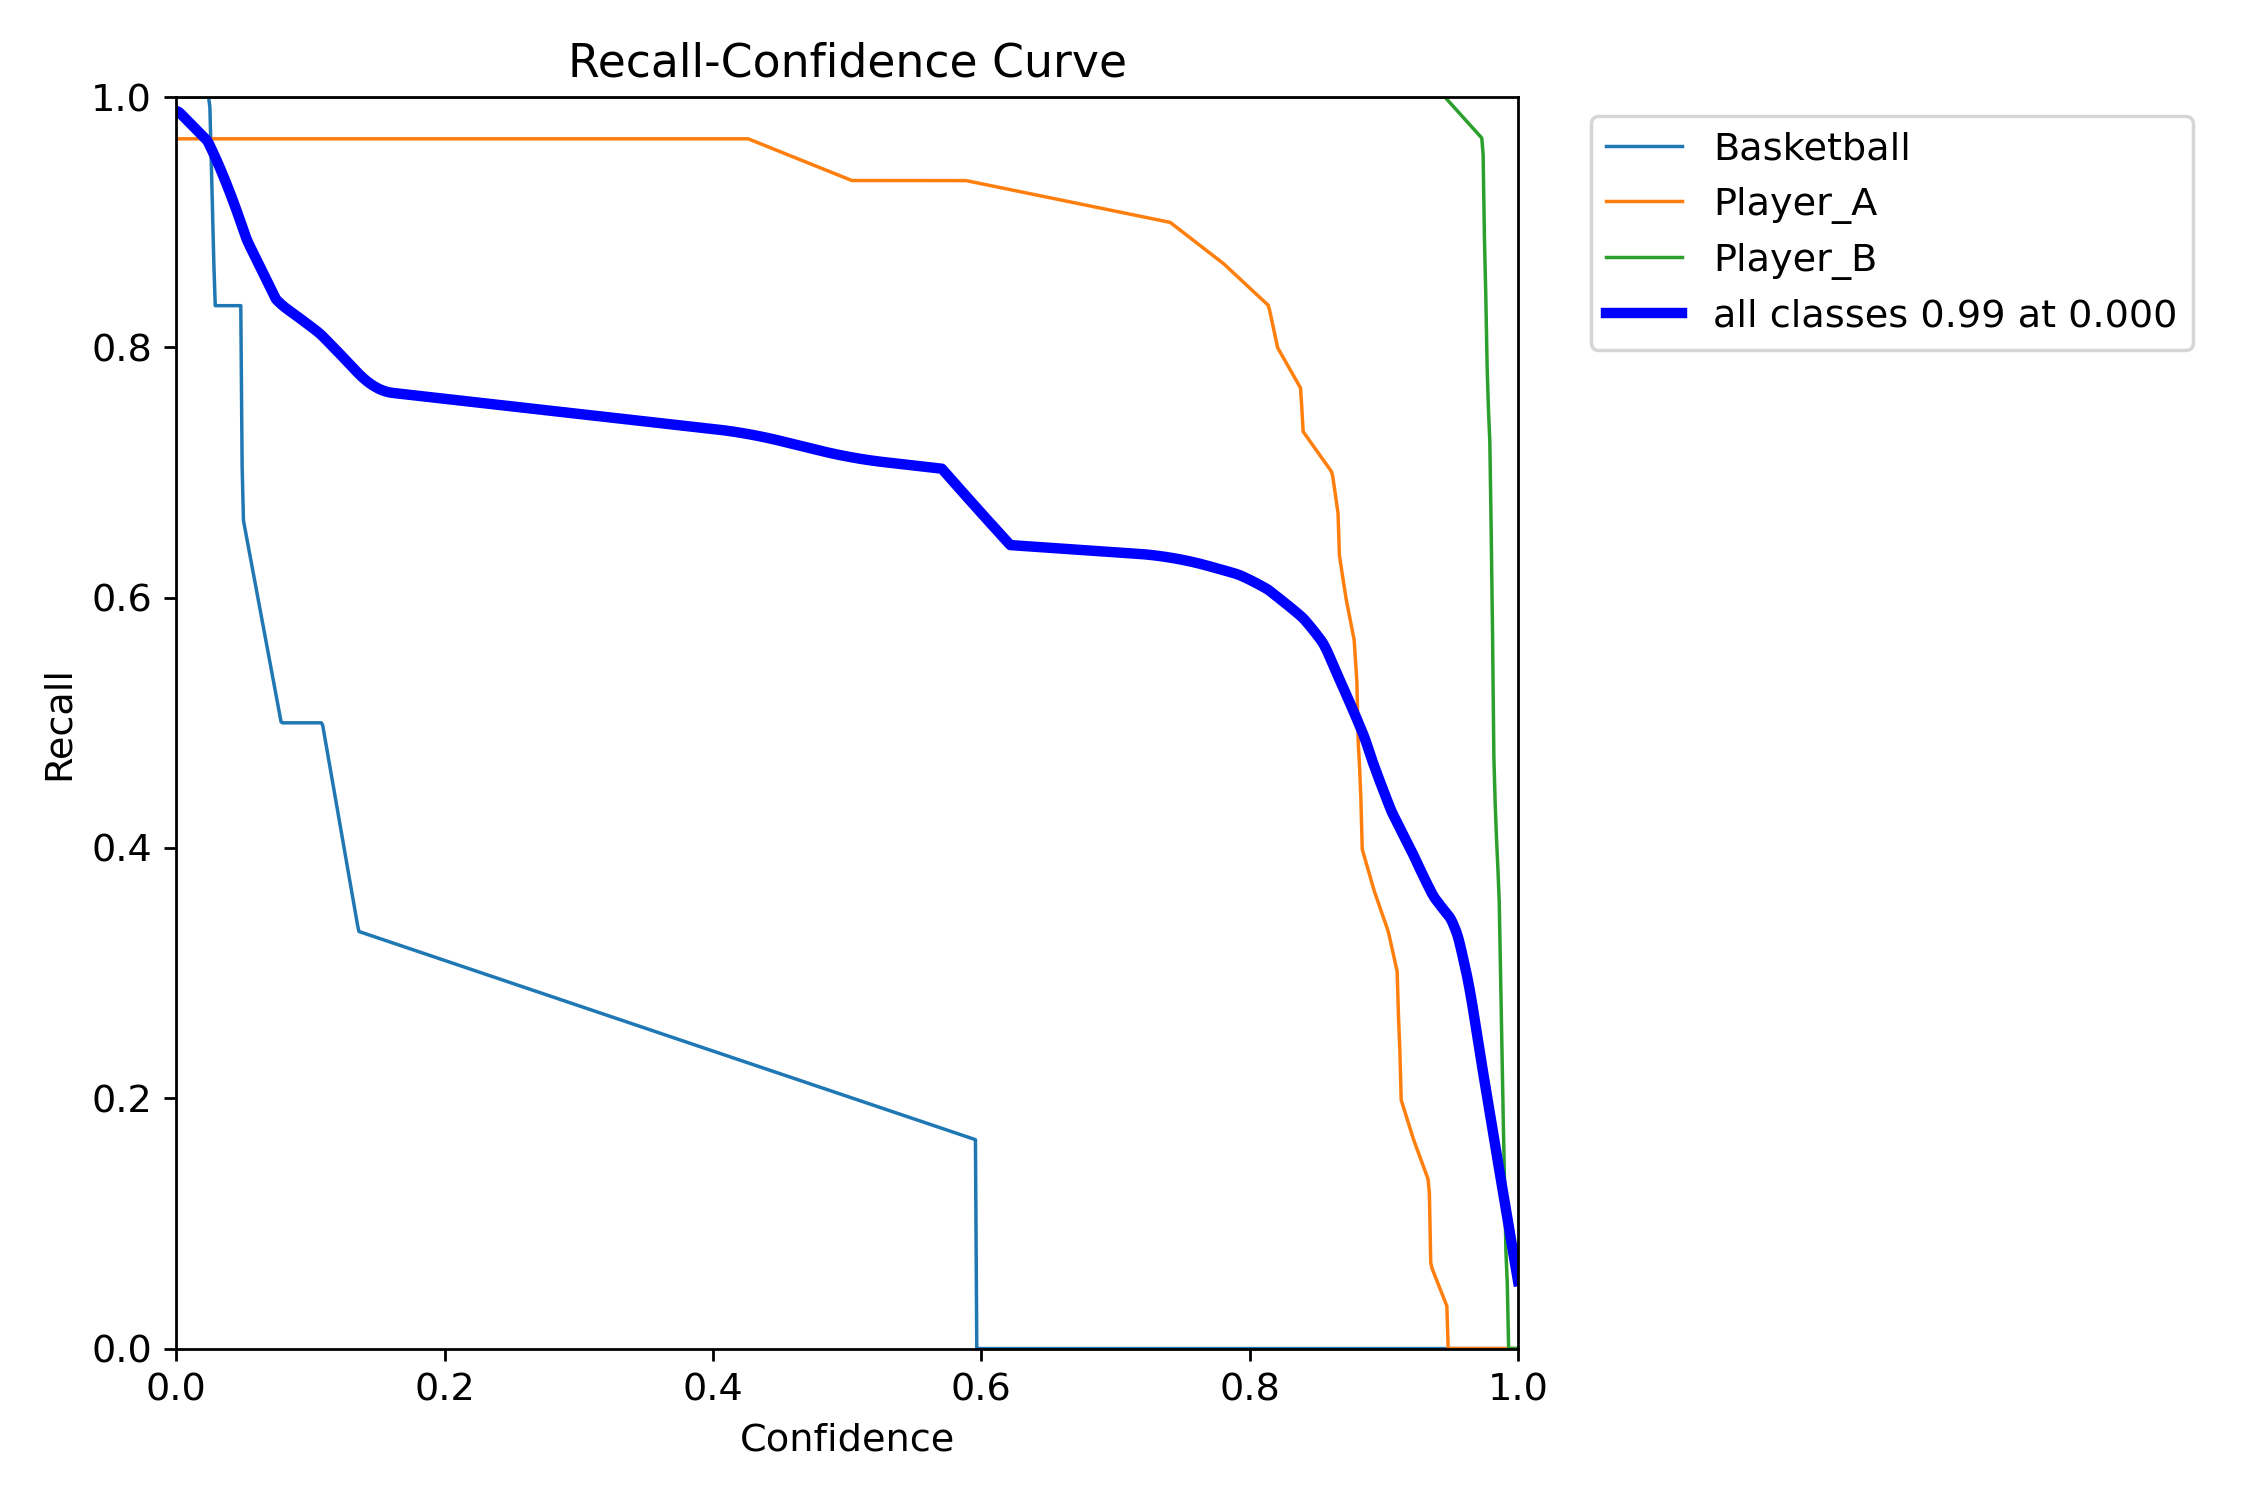 Recall-Confidence Curve
1.0
0.8
0.6
0.4
0.2
0.0
Recall
0.0 0.2 0.4 0.6 0.8 1.0
Confidence
Basketball
Player_A
Player_B
all classes 0.99 at 0.000